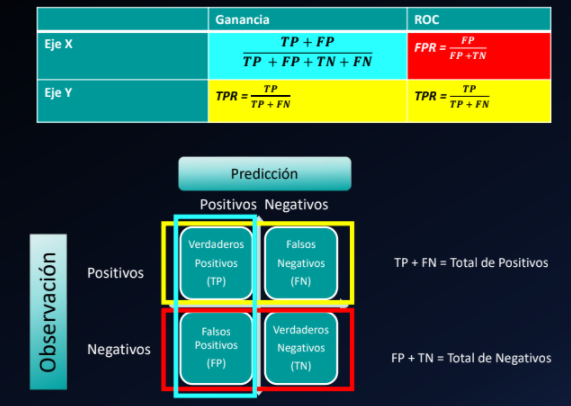 Ganancia ROC
Eje X TP + FP / TP + FP + TN + FN FPR = FP / FP + TN
Eje Y TPR = TP / TP + FN TPR = TP / TP + FN
Predicción
Positivos Negativos
Observación
Positivos
Verdaderos
Positivos
(TP)
Falsos
Negativos
(FN)
TP + FN = Total de Positivos
Negativos
Falsos
Positivos
(FP)
Verdaderos
Negativos
(TN)
FP + TN = Total de Negativos